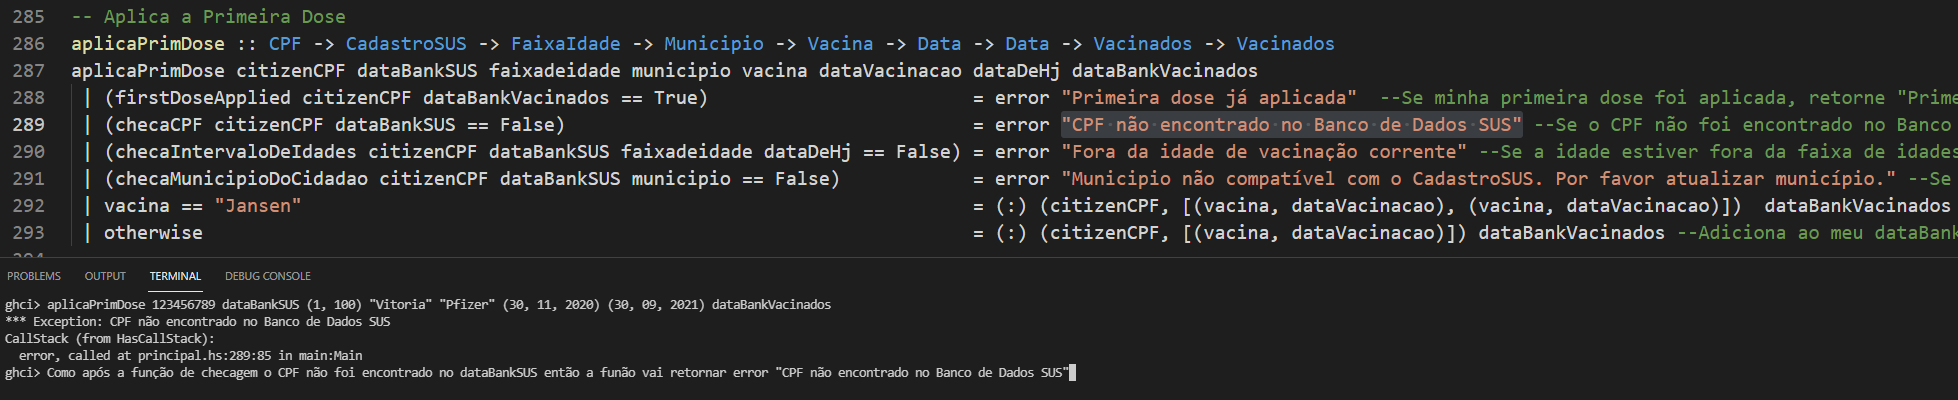 285 -- Aplica a Primeira Dose
286 aplicaPrimDose :: CPF -> CadastroSUS -> FaixaIdade -> Municipio -> Vacina -> Data -> Data -> Vacinados -> Vacinados
287 aplicaPrimDose citizenCPF dataBankSUS faixadeidade municipio vacina dataVacinacao dataDeHj dataBankVacinados
288 | (firstDoseApplied citizenCPF dataBankVacinados == True) = error "Primeira dose já aplicada" --Se minha primeira dose foi aplicada, retorne "Prime
289 | (checaCPF citizenCPF dataBankSUS == False) = error "CPF não encontrado no Banco de Dados SUS" --Se o CPF não foi encontrado no Banco
290 | (checaIntervaloDeIdades citizenCPF dataBankSUS faixadeidade dataDeHj == False) = error "Fora da idade de vacinação corrente" --Se a idade estiver fora da faixa de idades
291 | (checaMunicipioDoCidadao citizenCPF dataBankSUS municipio == False) = error "Municipio não compatível com o CadastroSUS. Por favor atualizar município." --Se
292 | vacina == "Jansen" = (:) (citizenCPF, [(vacina, dataVacinacao), (vacina, dataVacinacao)]) dataBankVacinados
293 | otherwise = (:) (citizenCPF, [(vacina, dataVacinacao)]) dataBankVacinados --Adiciona ao meu dataBank
PROBLEMS OUTPUT TERMINAL DEBUG CONSOLE
ghci> aplicaPrimDose 123456789 dataBankSUS (1, 100) "Vitoria" "Pfizer" (30, 11, 2020) (30, 09, 2021) dataBankVacinados
*** Exception: CPF não encontrado no Banco de Dados SUS
CallStack (from HasCallStack):
error, called at principal.hs:289:85 in main:Main
ghci> Como após a função de checagem o CPF não foi encontrado no dataBankSUS então a funão vai retornar error "CPF não encontrado no Banco de Dados SUS"